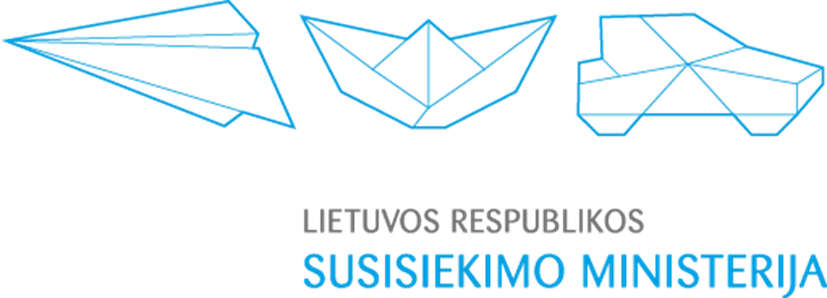 LIETUVOS RESPUBLIKOS
SUSISIEKIMO MINISTERIJA